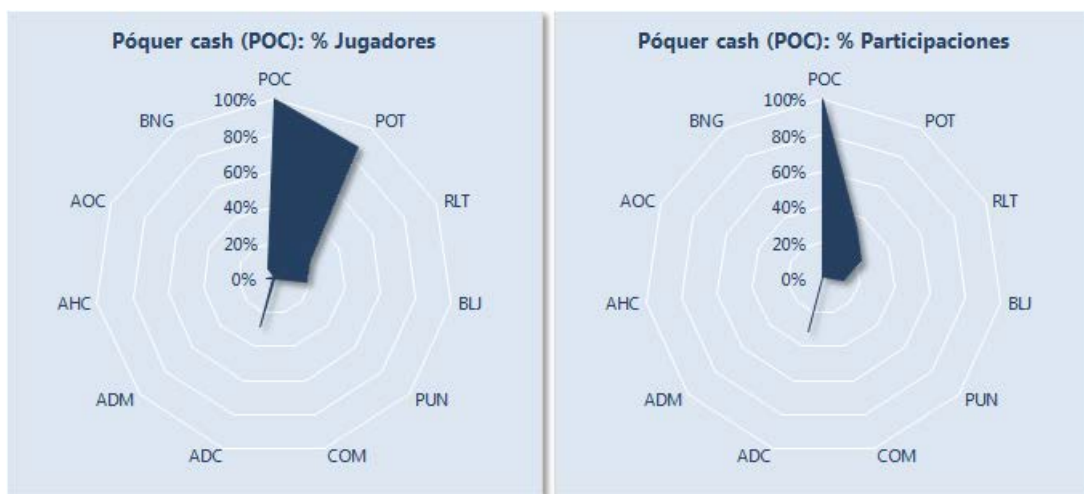 Póquer cash (POC): % Jugadores
POC
100%
80%
60%
40%
20%
0%
POT
RLT
BLJ
PUN
COM
ADC
ADM
AHC
AOC
BNG
Póquer cash (POC): % Participaciones
POC
100%
80%
60%
40%
20%
0%
POT
RLT
BLJ
PUN
COM
ADC
ADM
AHC
AOC
BNG